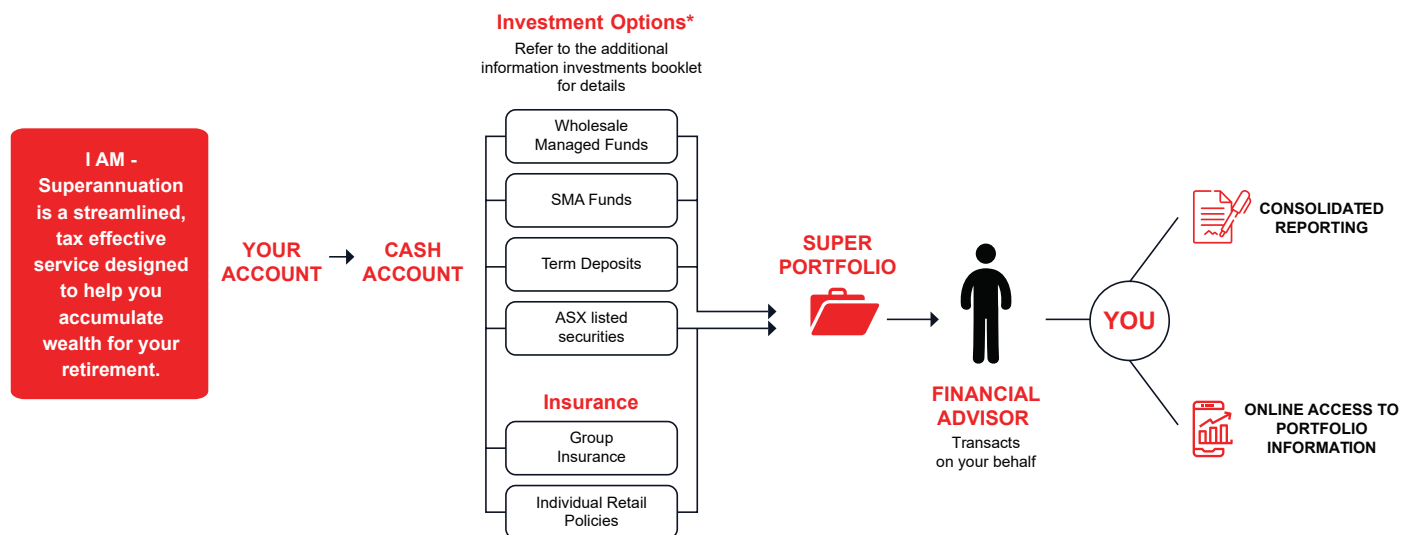 I AM -
Superannuation
is a streamlined,
tax effective
service designed
to help you
accumulate
wealth for your
retirement.
YOUR
ACCOUNT
CASH
ACCOUNT
Investment Options*
Refer to the additional
information investments booklet
for details
Wholesale
Managed Funds
SMA Funds
Term Deposits
ASX listed
securities
Insurance
Group
Insurance
Individual Retail
Policies
SUPER
PORTFOLIO
FINANCIAL
ADVISOR
Transacts
on your behalf
YOU
CONSOLIDATED
REPORTING
ONLINE ACCESS TO
PORTFOLIO
INFORMATION